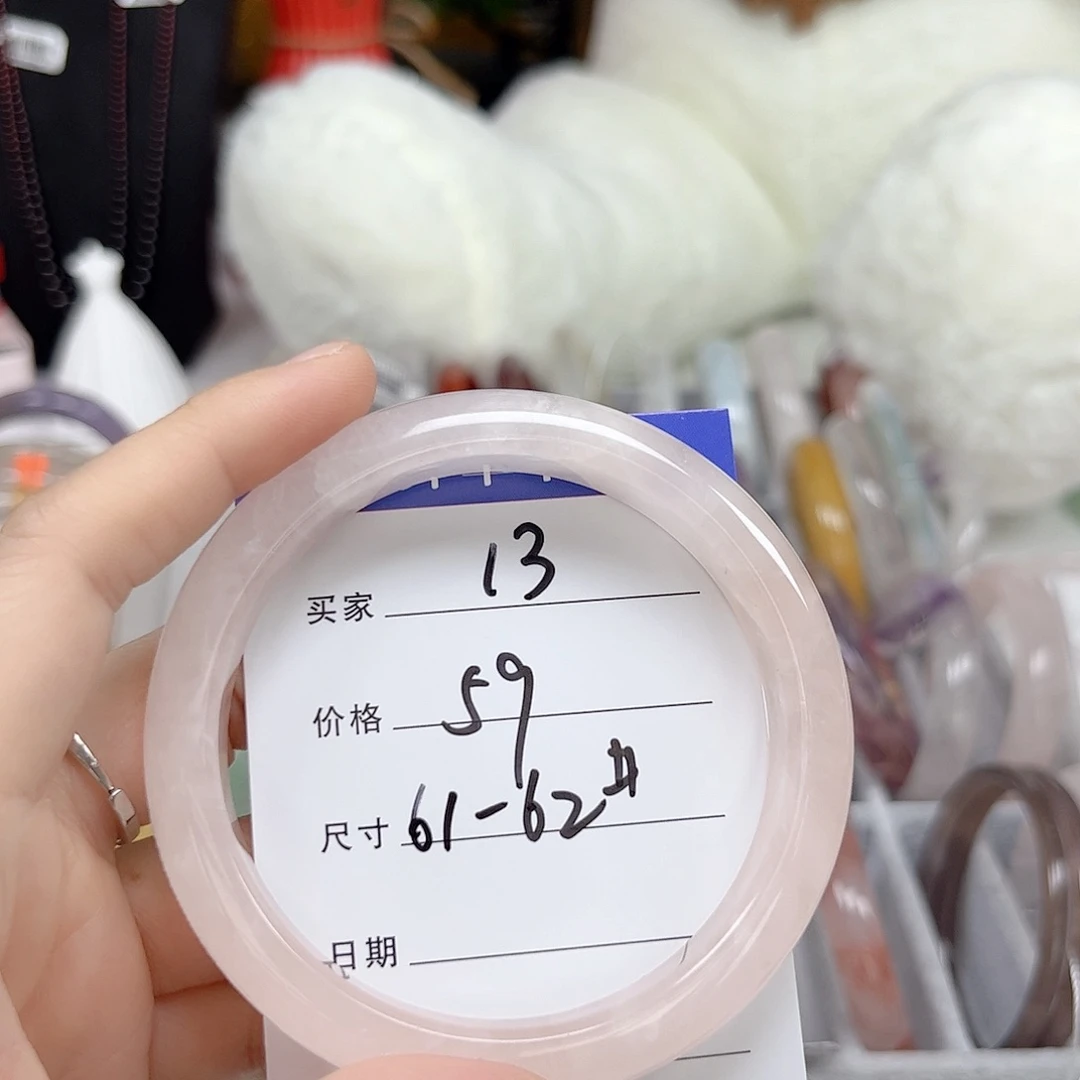 买家 13
价格 59
尺寸 61-62#
日期